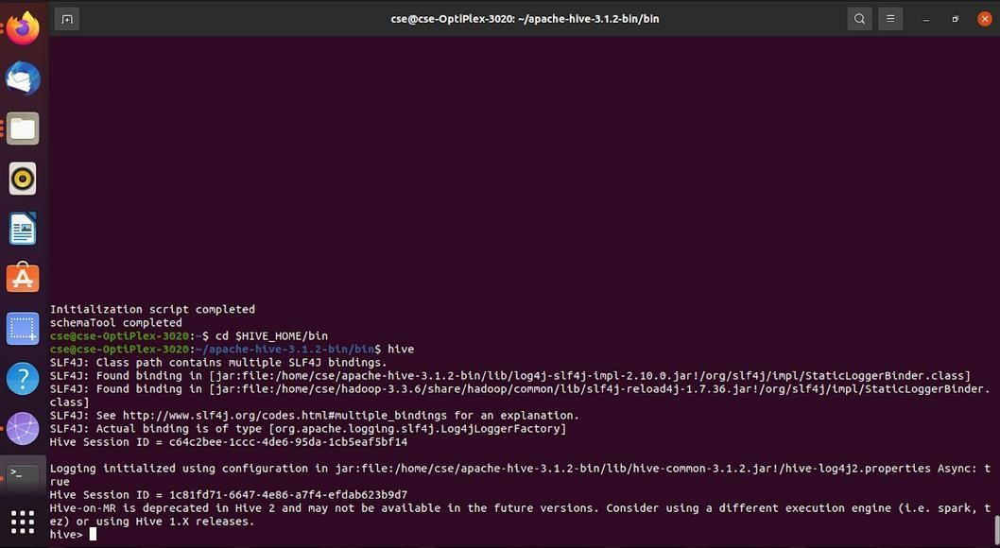 cse@cse-OptiPlex-3020: ~/apache-hive-3.1.2-bin/bin
Initialization script completed
schemaTool completed
cse@cse-OptiPlex-3020:~$ cd $HIVE_HOME/bin
cse@cse-OptiPlex-3020:~/apache-hive-3.1.2-bin/bin$ hive
SLF4J: Class path contains multiple SLF4J bindings.
SLF4J: Found binding in [jar:file:/home/cse/apache-hive-3.1.2-bin/lib/log4j-slf4j-impl-2.10.0.jar!/org/slf4j/impl/StaticLoggerBinder.class]
SLF4J: Found binding in [jar:file:/home/cse/hadoop-3.3.6/share/hadoop/common/lib/slf4j-reload4j-1.7.36.jar!/org/slf4j/impl/StaticLoggerBinder.
class]
SLF4J: See http://www.slf4j.org/codes.html#multiple_bindings for an explanation.
SLF4J: Actual binding is of type [org.apache.logging.slf4j.Log4jLoggerFactory]
Hive Session ID = c64c2bee-1ccc-4de6-95da-1cb5eaf5bf14
Logging initialized using configuration in jar:file:/home/cse/apache-hive-3.1.2-bin/lib/hive-common-3.1.2.jar!/hive-log4j2.properties Async: t
rue
Hive Session ID = 1c81fd71-6647-4e86-a7f4-efdab623b9d7
Hive-on-MR is deprecated in Hive 2 and may not be available in the future versions. Consider using a different execution engine (i.e. spark, t
ez) or using Hive 1.X releases.
hive>